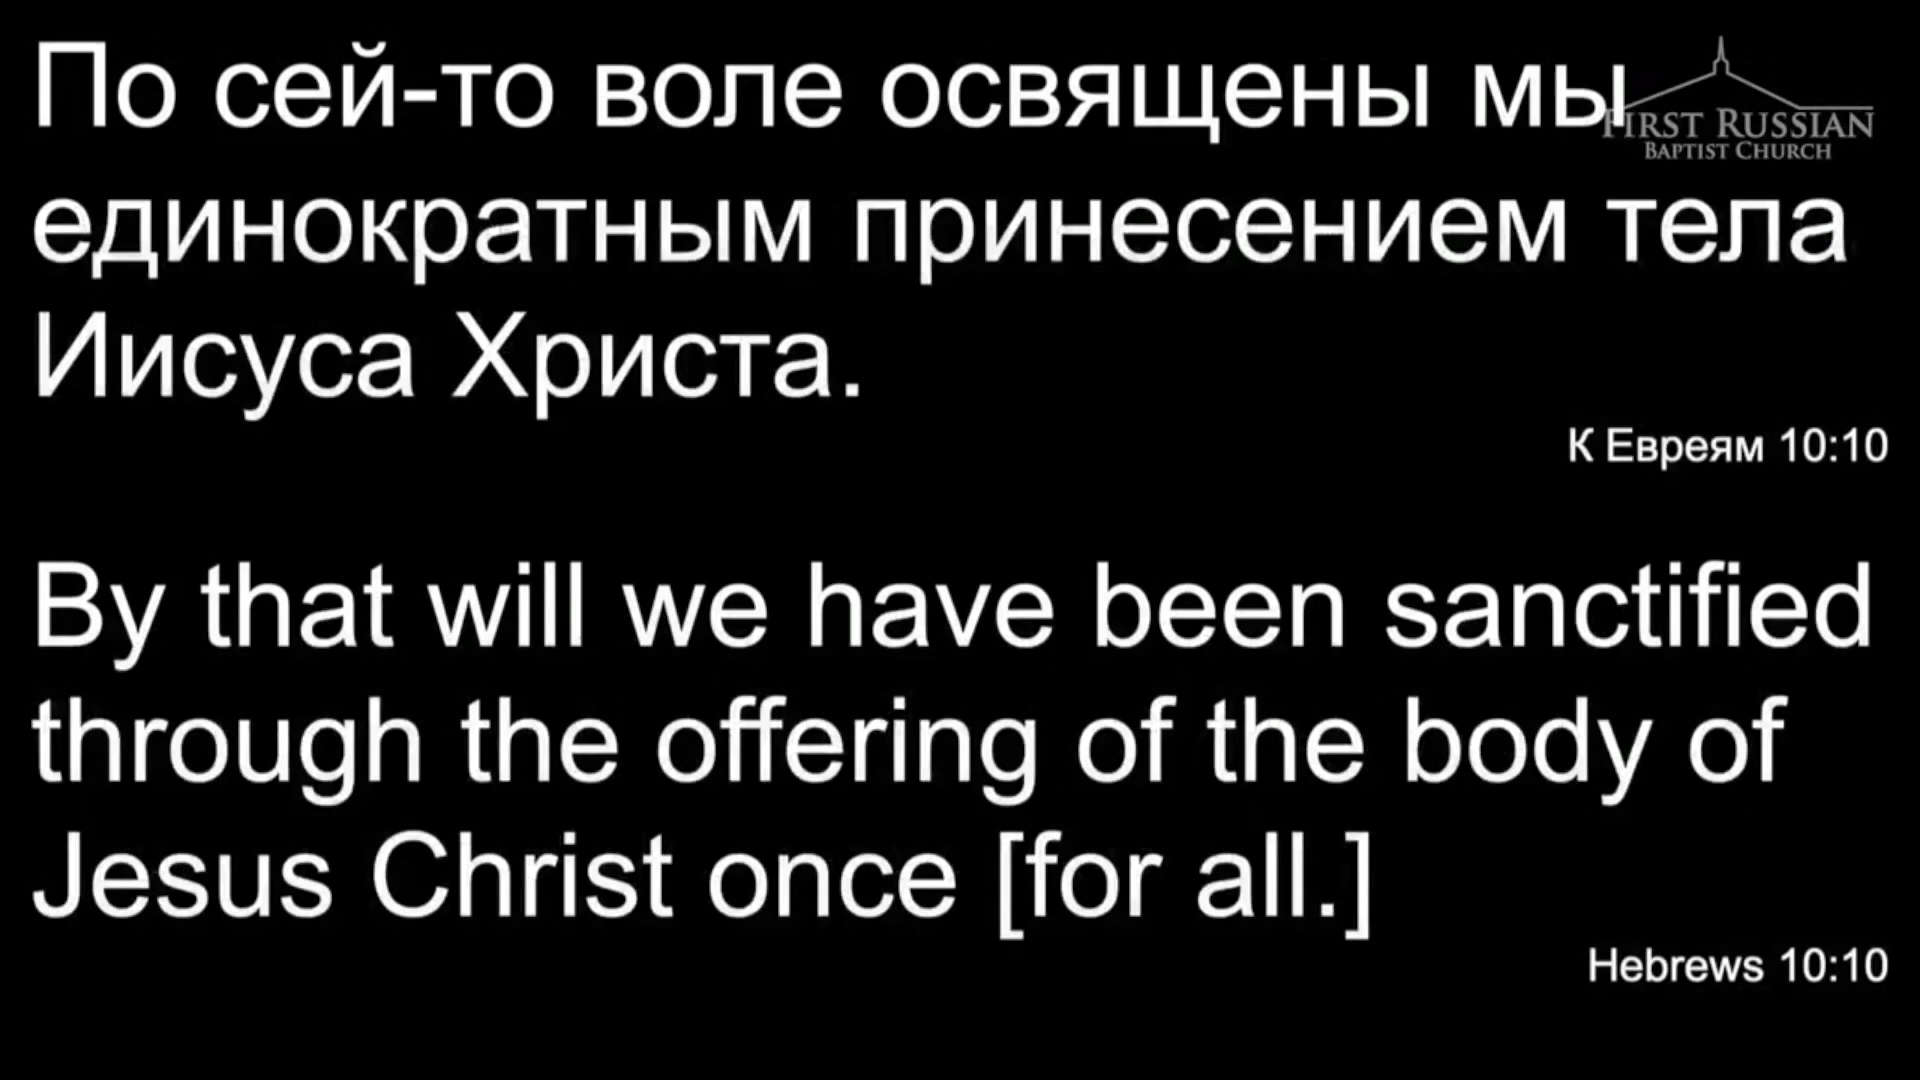 По сей-то воле освящены мы
FIRST RUSSIAN
BAPTIST CHURCH
единократным принесением тела
Иисуса Христа.
К Евреям 10:10
By that will we have been sanctified
through the offering of the body of
Jesus Christ once [for all.]
Hebrews 10:10